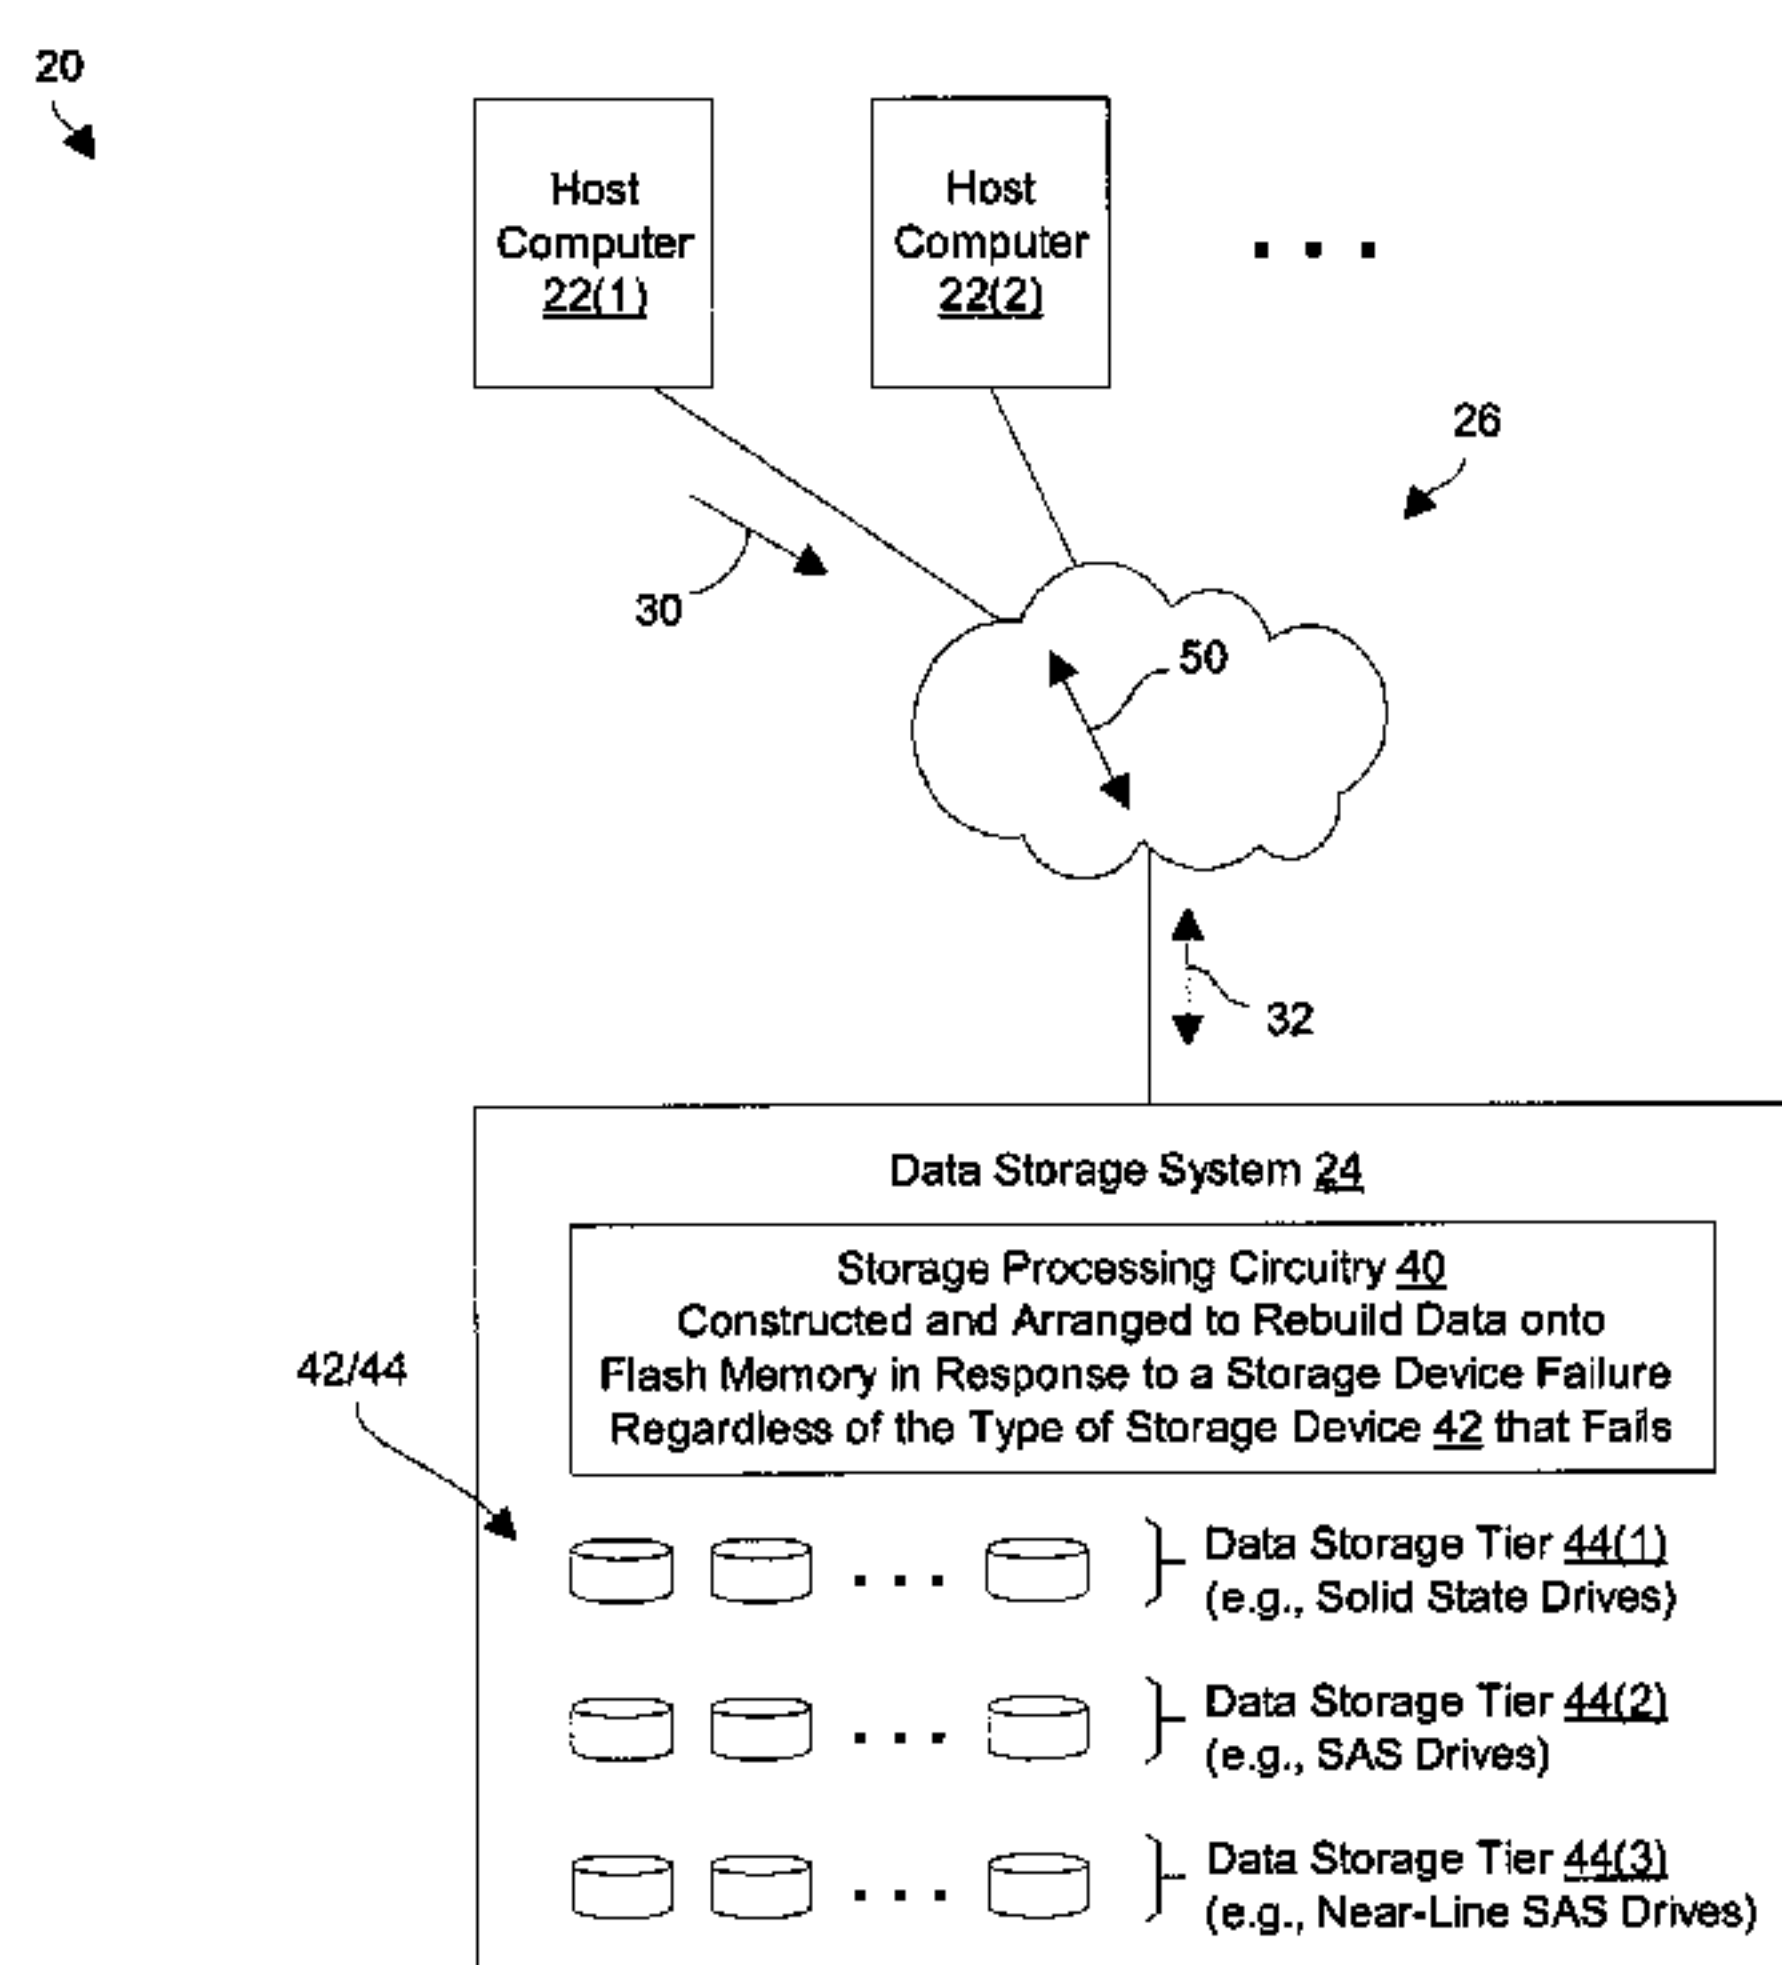 20
Host
Computer
22(1)
Host
Computer
22(2)
. . .
26
30
50
32
Data Storage System 24
Storage Processing Circuitry 40
Constructed and Arranged to Rebuild Data onto
Flash Memory in Response to a Storage Device Failure
Regardless of the Type of Storage Device 42 that Fails
42/44
. . .
Data Storage Tier 44(1)
(e.g., Solid State Drives)
. . .
Data Storage Tier 44(2)
(e.g., SAS Drives)
. . .
Data Storage Tier 44(3)
(e.g., Near-Line SAS Drives)